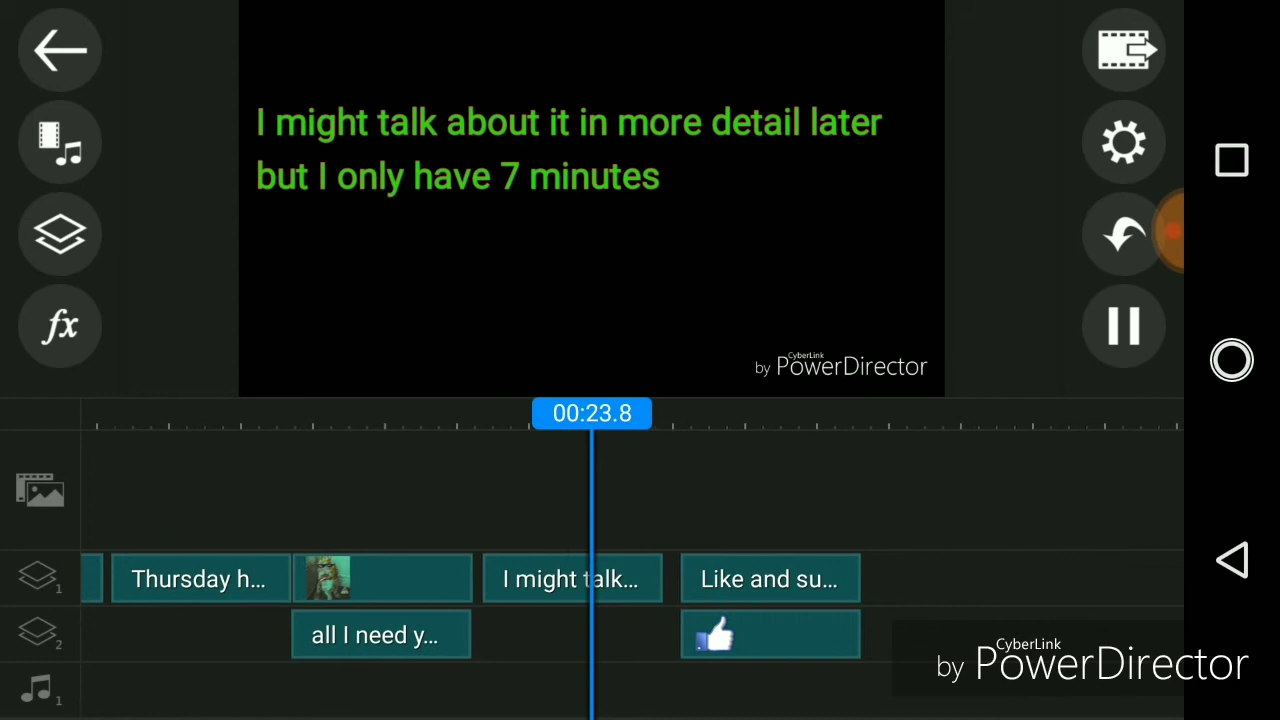 I might talk about it in more detail later
but I only have 7 minutes
CyberLink
by PowerDirector
fx
00:23.8
Thursday h...
I might talk...
Like and su...
1
all I need y...
2
1
CyberLink
by PowerDirector